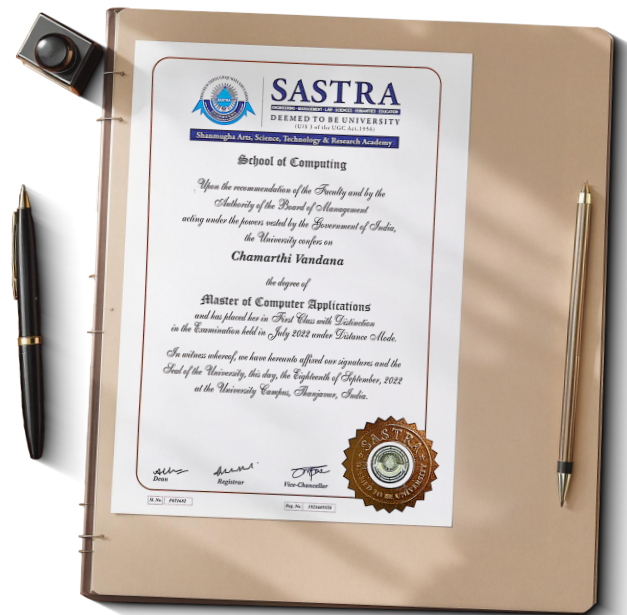 SASTRA
ENGINEERING · MANAGEMENT · LAW · SCIENCES · HUMANITIES · EDUCATION
DEEMED TO BE UNIVERSITY
(U/S 3 of the UGC Act, 1956)
Shanmugha Arts, Science, Technology & Research Academy
School of Computing
Upon the recommendation of the Faculty and by the
Authority of the Board of Management
acting under the powers vested by the Government of India,
the University confers on
Chamarthi Vandana
the degree of
Master of Computer Applications
and has placed her in First Class with Distinction
in the Examination held in July 2022 under Distance Mode.
In witness whereof, we have hereunto affixed our signatures and the
Seal of the University, this day, the Eighteenth of September, 2022
at the University Campus, Thanjavur, India.
SASTRA
DEEMED TO BE UNIVERSITY
Dean
Registrar
Vice-Chancellor
Sl. No.
Reg. No.